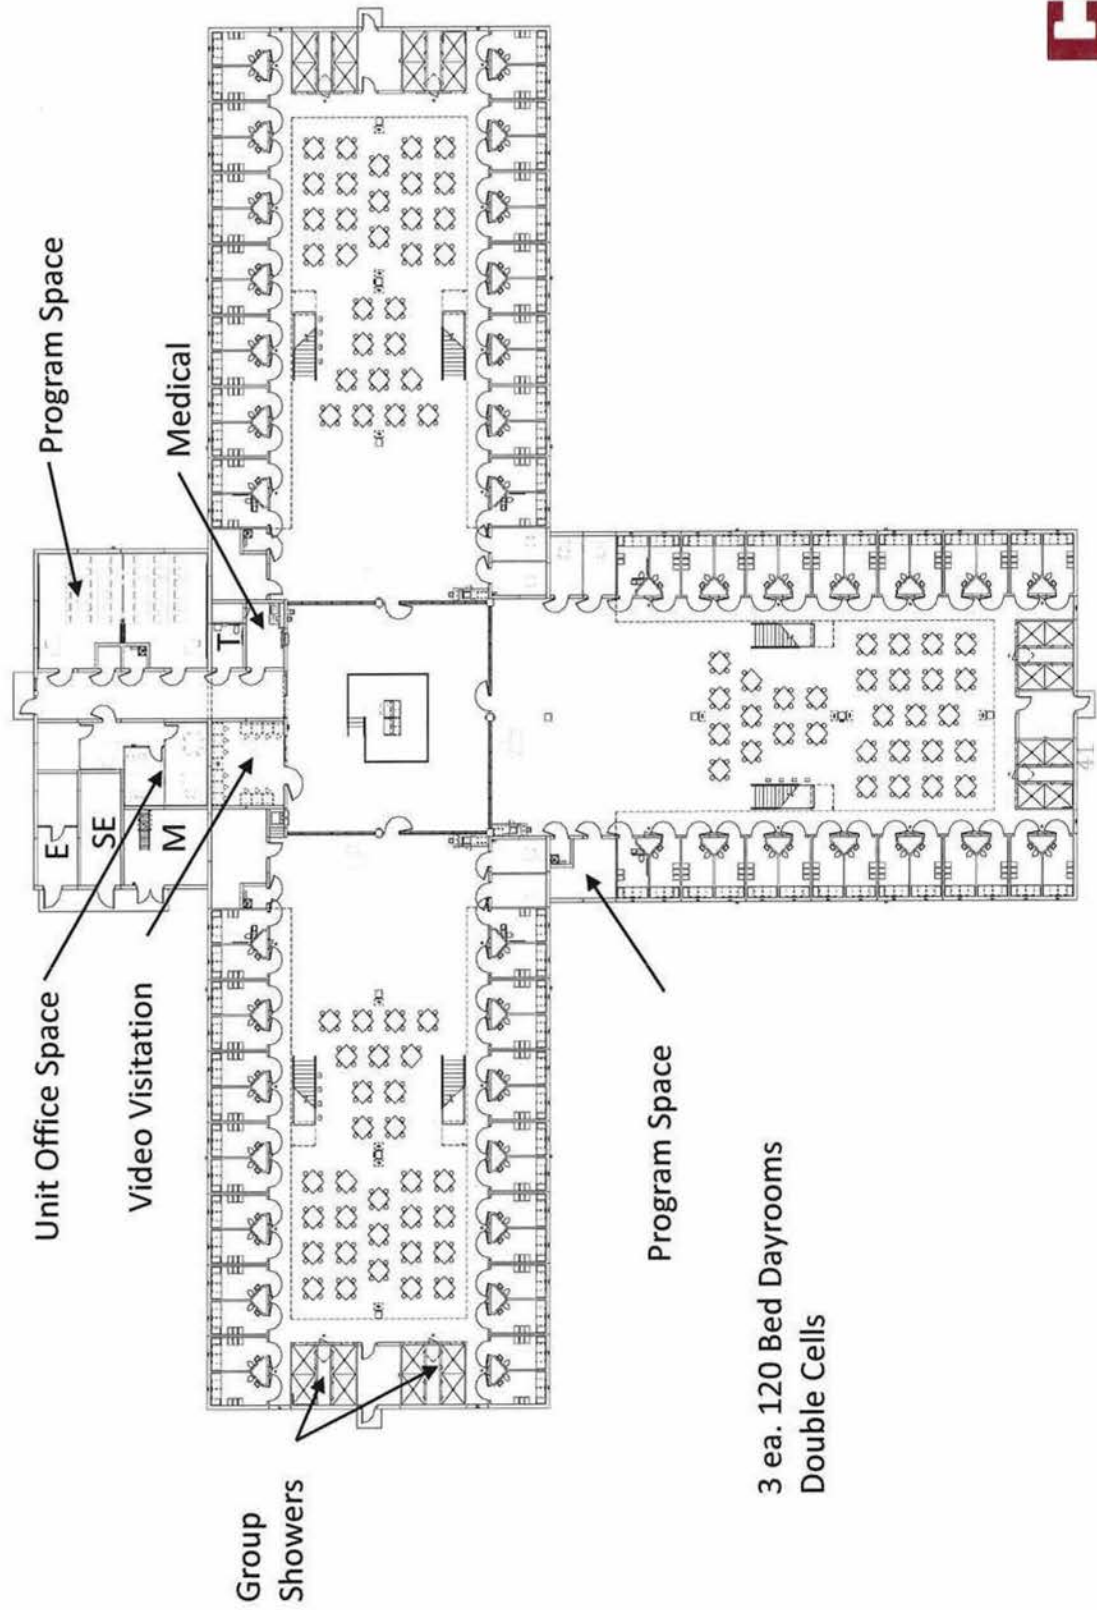 Unit Office Space
Video Visitation
Program Space
Medical
E
SE
M
T
Group
Showers
Program Space
3 ea. 120 Bed Dayrooms
Double Cells
41